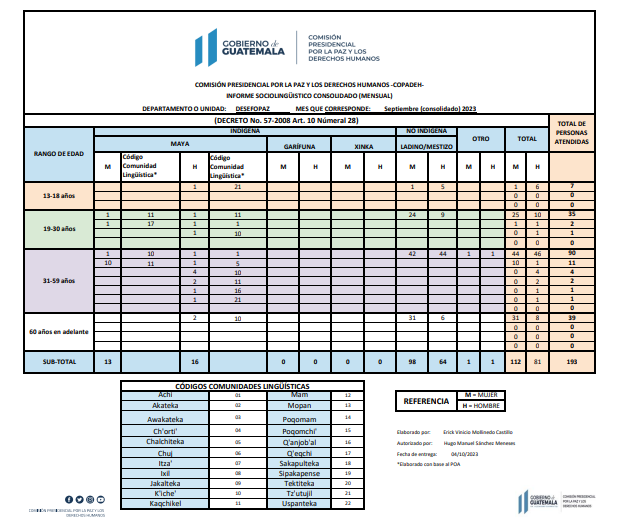 GOBIERNO de
GUATEMALA
COMISIÓN
PRESIDENCIAL
POR LA PAZ Y LOS
DERECHOS HUMANOS
COMISIÓN PRESIDENCIAL POR LA PAZ Y LOS DERECHOS HUMANOS -COPADEH-
INFORME SOCIOLINGÜÍSTICO CONSOLIDADO (MENSUAL)
DEPARTAMENTO O UNIDAD: DESEFOPAZ MES QUE CORRESPONDE: Septiembre (consolidado) 2023
(DECRETO No. 57-2008 Art. 10 Númeral 28) TOTAL DE PERSONAS ATENDIDAS
RANGO DE EDAD INDIGENA NO INDIGENA OTRO TOTAL
MAYA GARÍFUNA XINKA LADINO/MESTIZO
M Código Comunidad Lingüística* H Código Comunidad Lingüística* M H M H M H M H M H
13-18 años
1 21 1 5 1 6 7
0 0 0
0 0 0
19-30 años
1 11 1 11 24 9 25 10 35
1 17 1 1 1 1 2
1 10 0 1 1
0 0 0
31-59 años
1 10 1 1 42 44 1 1 44 46 90
10 11 1 5 10 1 11
4 10 0 4 4
2 11 0 2 2
1 16 0 1 1
1 21 0 1 1
60 años en adelante
2 10 31 6 31 8 39
0 0 0
0 0 0
0 0 0
SUB-TOTAL 13 16 0 0 0 0 98 64 1 1 112 81 193
CÓDIGOS COMUNIDADES LINGÜÍSTICAS
Achi 01 Mam 12
Akateka 02 Mopan 13
Awakateka 03 Poqomam 14
Ch'orti' 04 Poqomchi' 15
Chalchiteka 05 Q'anjob'al 16
Chuj 06 Q'eqchi 17
Itza' 07 Sakapulteka 18
Ixil 08 Sipakapense 19
Jakalteka 09 Tektiteka 20
K'iche' 10 Tz'utujil 21
Kaqchikel 11 Uspanteka 22
REFERENCIA M = MUJER
H = HOMBRE
Elaborado por: Erick Vinicio Mollinedo Castillo
Autorizado por: Hugo Manuel Sánchez Meneses
Fecha de entrega: 04/10/2023
*Elaborado con base al POA
COMISIÓN PRESIDENCIAL POR LA PAZ Y LOS
DERECHOS HUMANOS
GOBIERNO de
GUATEMALA
COMISIÓN
PRESIDENCIAL
POR LA PAZ Y LOS
DERECHOS HUMANOS